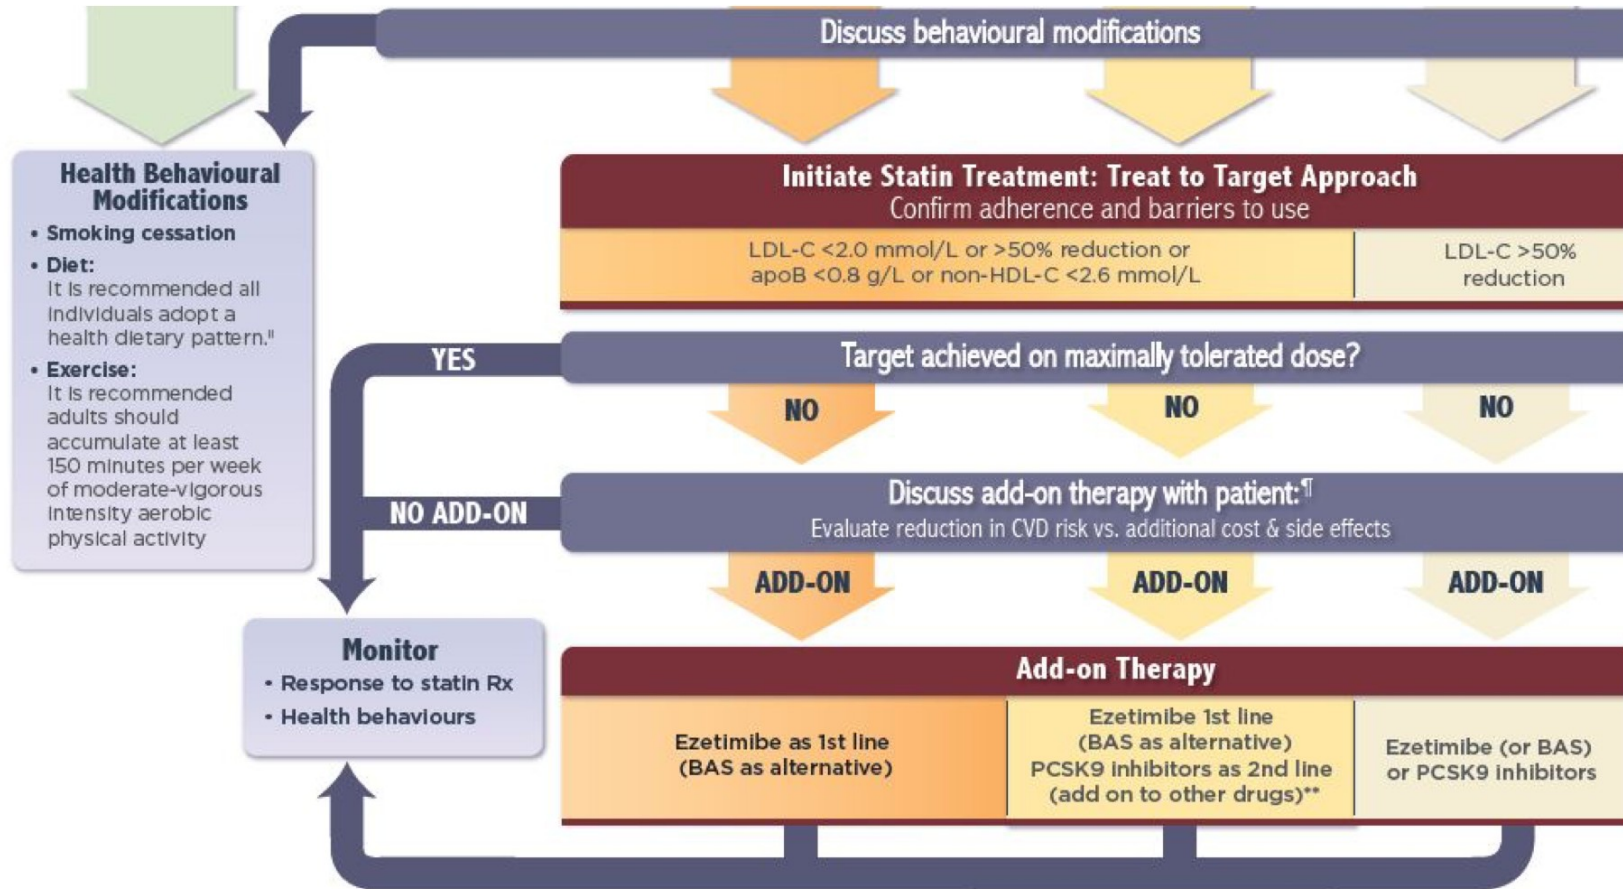 Discuss behavioural modifications
Health Behavioural
Modifications
• Smoking cessation
• Diet:
It is recommended all
individuals adopt a
health dietary pattern.ᴵᴵ
• Exercise:
It is recommended
adults should
accumulate at least
150 minutes per week
of moderate-vigorous
intensity aerobic
physical activity
Initiate Statin Treatment: Treat to Target Approach
Confirm adherence and barriers to use
LDL-C <2.0 mmol/L or >50% reduction or
apoB <0.8 g/L or non-HDL-C <2.6 mmol/L
LDL-C >50%
reduction
YES
Target achieved on maximally tolerated dose?
NO
NO
NO
NO ADD-ON
Discuss add-on therapy with patient:¶
Evaluate reduction in CVD risk vs. additional cost & side effects
ADD-ON
ADD-ON
ADD-ON
Monitor
• Response to statin Rx
• Health behaviours
Add-on Therapy
Ezetimibe as 1st line
(BAS as alternative)
Ezetimibe 1st line
(BAS as alternative)
PCSK9 inhibitors as 2nd line
(add on to other drugs)**
Ezetimibe (or BAS)
or PCSK9 inhibitors